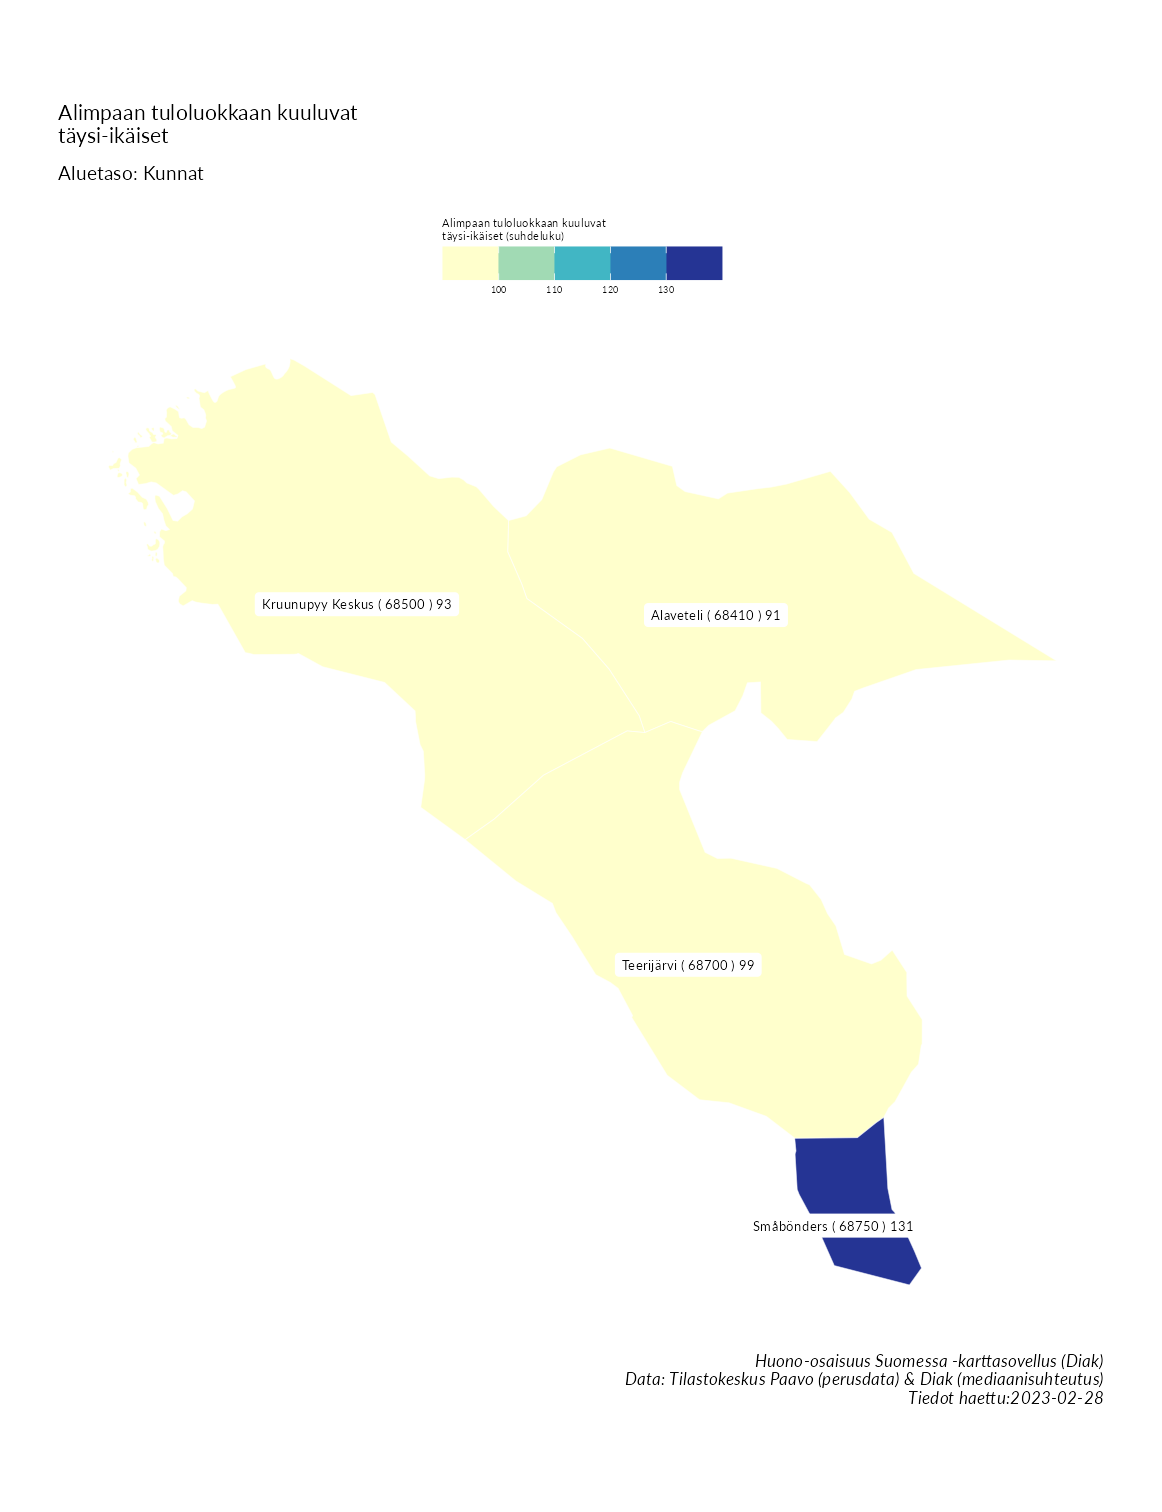 Alimpaan tuloluokkaan kuuluvat
täysi-ikäiset
Aluetaso: Kunnat
Alimpaan tuloluokkaan kuuluvat
täysi-ikäiset (suhdeluku)
100 110 120 130
Kruunupyy Keskus ( 68500 ) 93
Alaveteli ( 68410 ) 91
Teerijärvi ( 68700 ) 99
Småbönders ( 68750 ) 131
Huono-osaisuus Suomessa -karttasovellus (Diak)
Data: Tilastokeskus Paavo (perusdata) & Diak (mediaanisuhteutus)
Tiedot haettu:2023-02-28